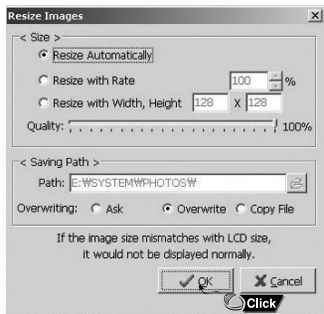 Resize Images
< Size >
Resize Automatically
Resize with Rate 100 %
Resize with Width, Height 128 X 128
Quality: 100%
< Saving Path >
Path: E:₩SYSTEM₩PHOTOS₩
Overwriting: Ask Overwrite Copy File
If the image size mismatches with LCD size,
it would not be displayed normally.
OK Cancel
Click